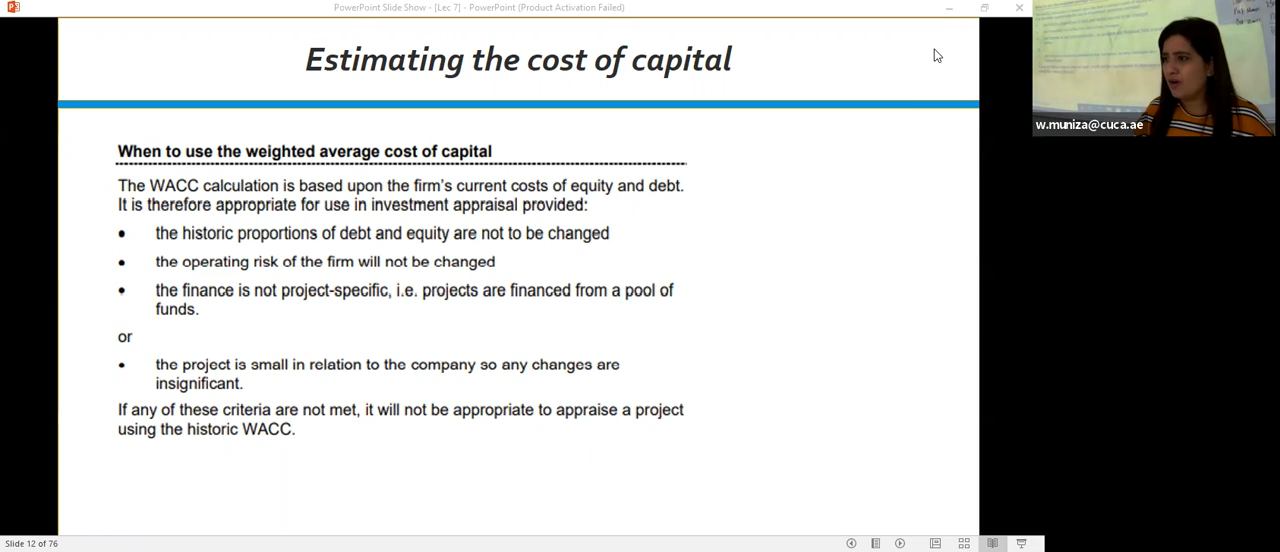 PowerPoint Slide Show - [Lec 7] - PowerPoint (Product Activation Failed)
Estimating the cost of capital
w.muniza@cuca.ae
When to use the weighted average cost of capital
The WACC calculation is based upon the firm's current costs of equity and debt.
It is therefore appropriate for use in investment appraisal provided:
• the historic proportions of debt and equity are not to be changed
• the operating risk of the firm will not be changed
• the finance is not project-specific, i.e. projects are financed from a pool of
funds.
or
• the project is small in relation to the company so any changes are
insignificant.
If any of these criteria are not met, it will not be appropriate to appraise a project
using the historic WACC.
Slide 12 of 76